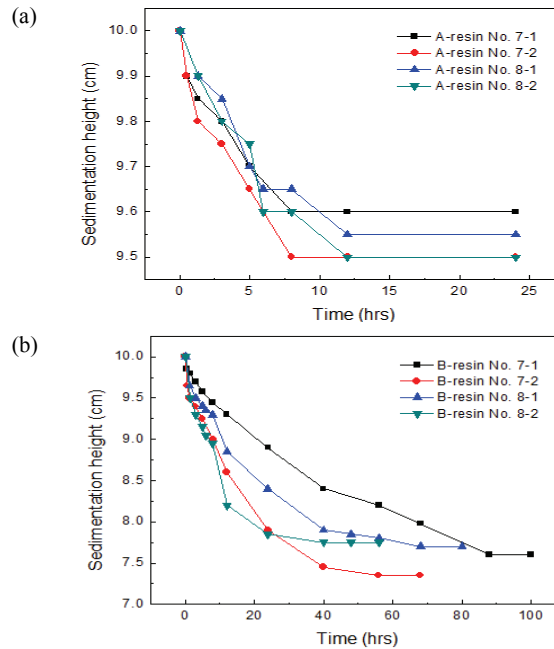 (a)
A-resin No. 7-1
A-resin No. 7-2
A-resin No. 8-1
A-resin No. 8-2
Sedimentation height (cm)
10.0
9.9
9.8
9.7
9.6
9.5
0 5 10 15 20 25
Time (hrs)
(b)
B-resin No. 7-1
B-resin No. 7-2
B-resin No. 8-1
B-resin No. 8-2
Sedimentation height (cm)
10.0
9.5
9.0
8.5
8.0
7.5
7.0
0 20 40 60 80 100
Time (hrs)